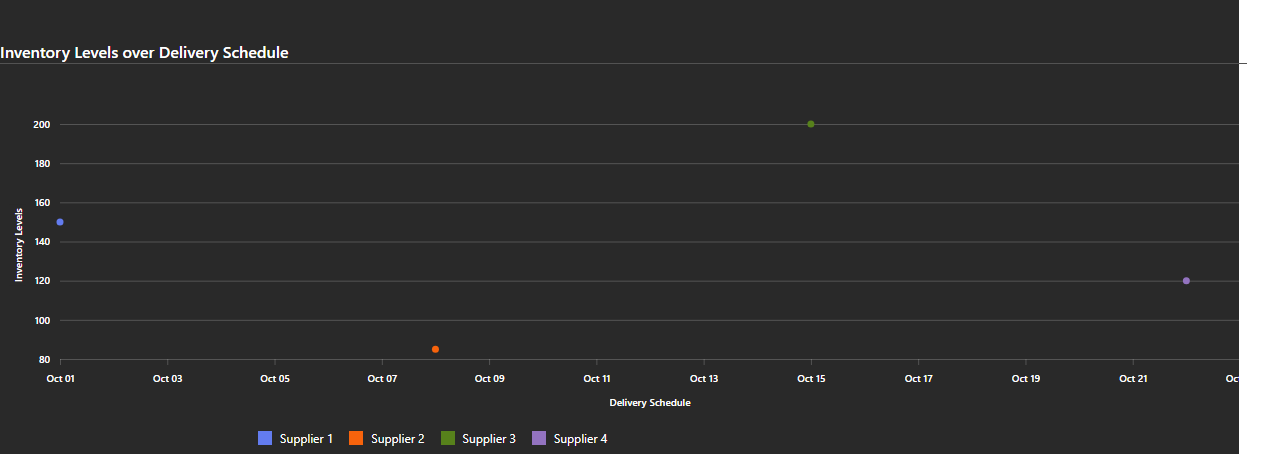 Inventory Levels over Delivery Schedule
200
180
160
140
120
100
80
Inventory Levels
Oct 01 Oct 03 Oct 05 Oct 07 Oct 09 Oct 11 Oct 13 Oct 15 Oct 17 Oct 19 Oct 21
Delivery Schedule
Supplier 1 Supplier 2 Supplier 3 Supplier 4